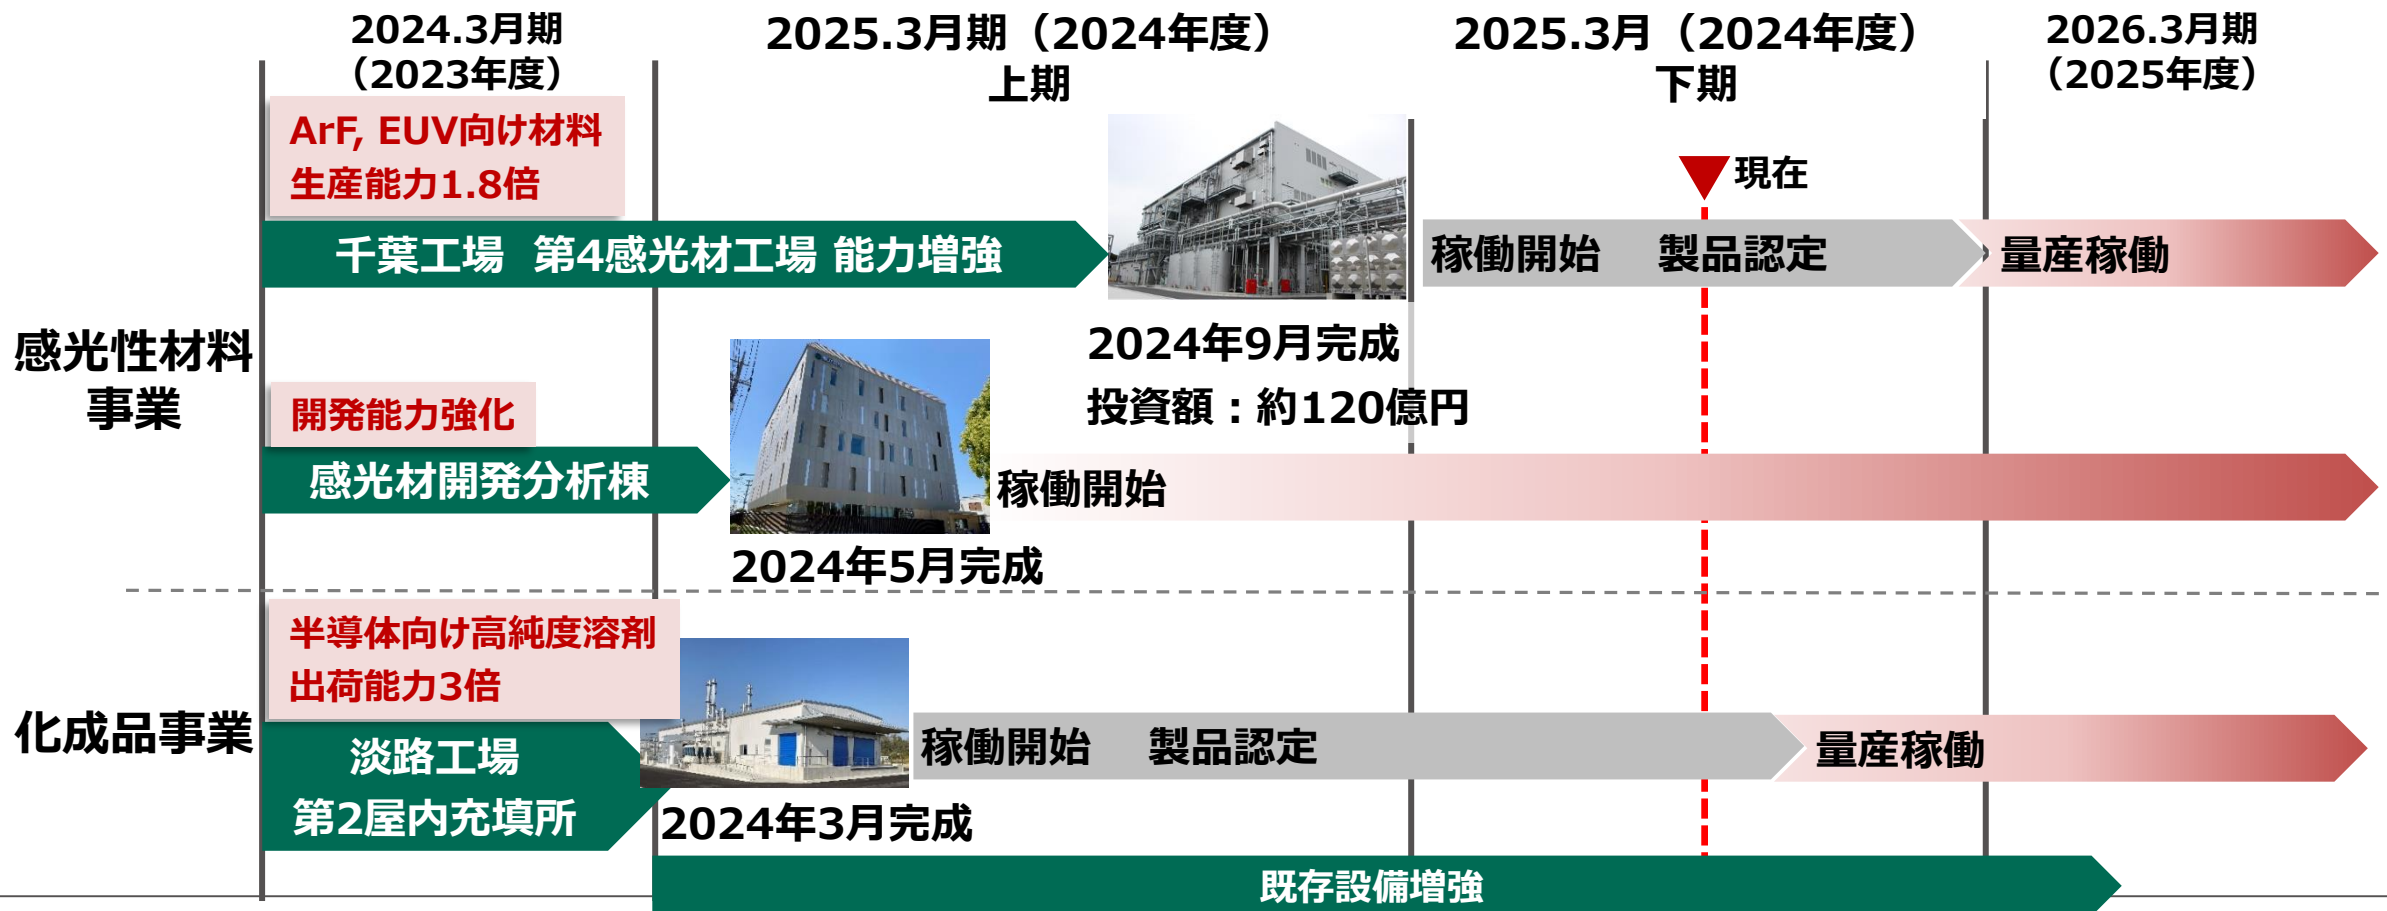 2024.3月期
（2023年度）
2025.3月期（2024年度）
上期
2025.3月（2024年度）
下期
2026.3月期
（2025年度）
現在
感光性材料
事業
ArF, EUV向け材料
生産能力1.8倍
千葉工場 第4感光材工場 能力増強
2024年9月完成
投資額：約120億円
稼働開始 製品認定
量産稼働
開発能力強化
感光材開発分析棟
2024年5月完成
稼働開始
化成品事業
半導体向け高純度溶剤
出荷能力3倍
淡路工場
第2屋内充填所
2024年3月完成
稼働開始 製品認定
量産稼働
既存設備増強